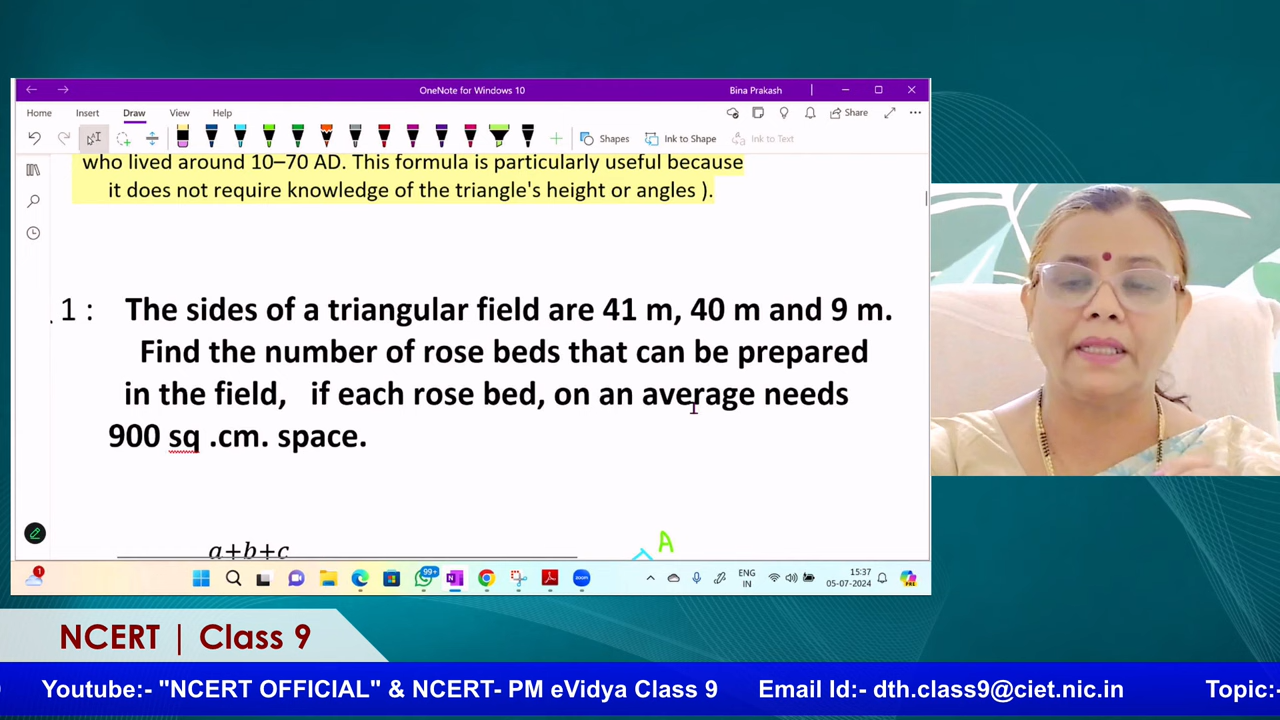 OneNote for Windows 10
Bina Prakash
Home Insert Draw View Help
Share
Shapes
Ink to Shape
Ink to Text
who lived around 10–70 AD. This formula is particularly useful because
it does not require knowledge of the triangle's height or angles ).
1 : The sides of a triangular field are 41 m, 40 m and 9 m.
Find the number of rose beds that can be prepared
in the field, if each rose bed, on an average needs
900 sq .cm. space.
a+b+c
A
1
99+
ENG
IN
15:37
05-07-2024
NCERT | Class 9
Youtube:- "NCERT OFFICIAL" & NCERT- PM eVidya Class 9 Email Id:- dth.class9@ciet.nic.in Topic:-